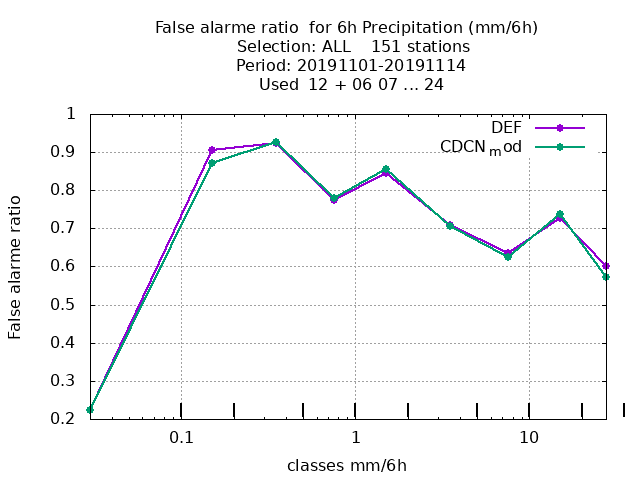 False alarme ratio  for 6h Precipitation (mm/6h)
Selection: ALL    151 stations
Period: 20191101-20191114
Used  12 + 06 07 ... 24
DEF
CDCN_mod
1
0.9
0.8
0.7
0.6
0.5
0.4
0.3
0.2
False alarme ratio
0.1
1
10
classes mm/6h